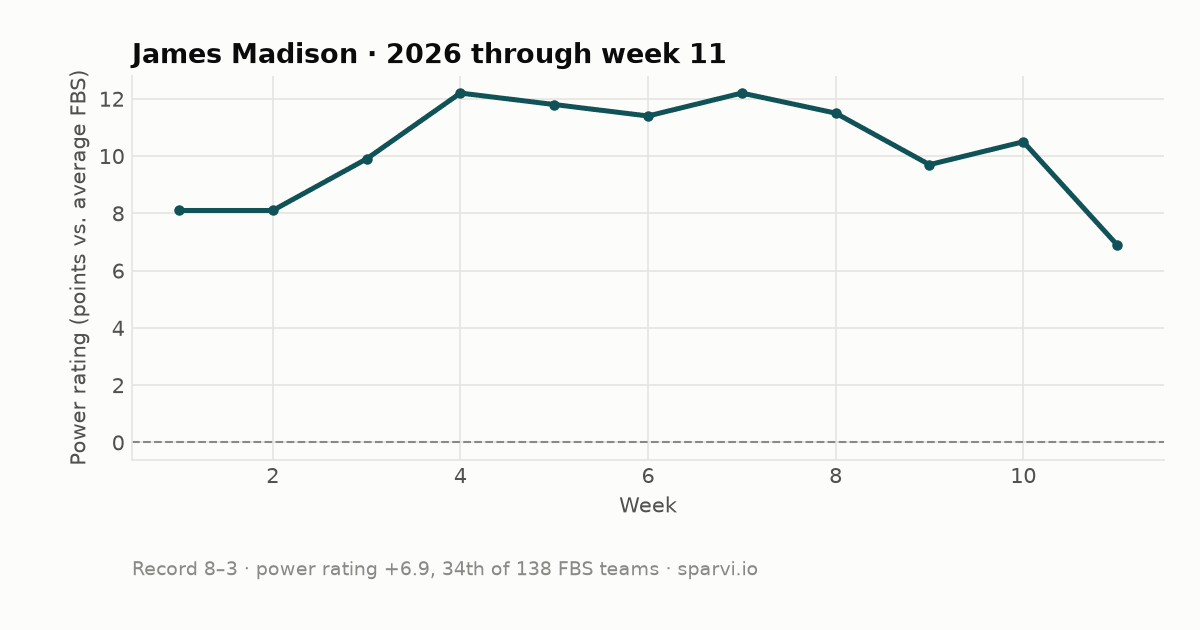 James Madison · 2026 through week 11
Power rating (points vs. average FBS)
12
10
8
6
4
2
0
2 4 6 8 10
Week
Record 8–3 · power rating +6.9, 34th of 138 FBS teams · sparvi.io